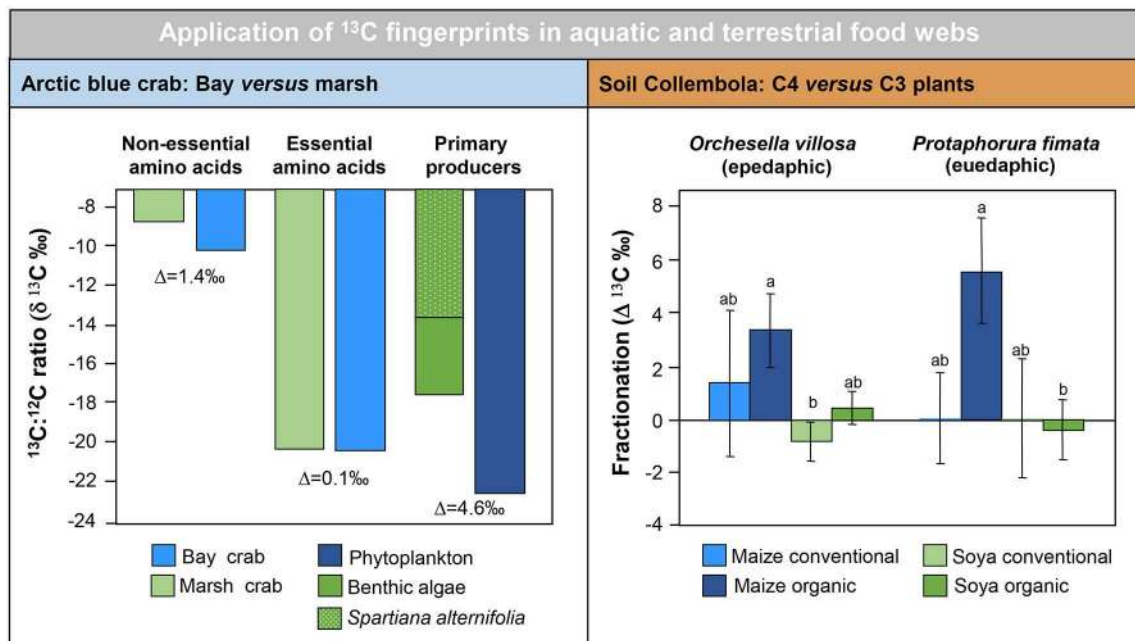 Application of ¹³C fingerprints in aquatic and terrestrial food webs
Arctic blue crab: Bay versus marsh
Non-essential amino acids
Essential amino acids
Primary producers
¹³C:¹²C ratio (δ ¹³C ‰)
-8
-10
-12
-14
-16
-18
-20
-22
-24
Δ=1.4‰
Δ=0.1‰
Δ=4.6‰
Bay crab
Marsh crab
Phytoplankton
Benthic algae
Spartiana alternifolia
Soil Collembola: C4 versus C3 plants
Orchesella villosa
(epedaphic)
Protaphorura fimata
(euedaphic)
Fractionation (Δ ¹³C ‰)
8
6
4
2
0
-2
-4
ab
a
b
ab
ab
a
ab
b
Maize conventional
Maize organic
Soya conventional
Soya organic